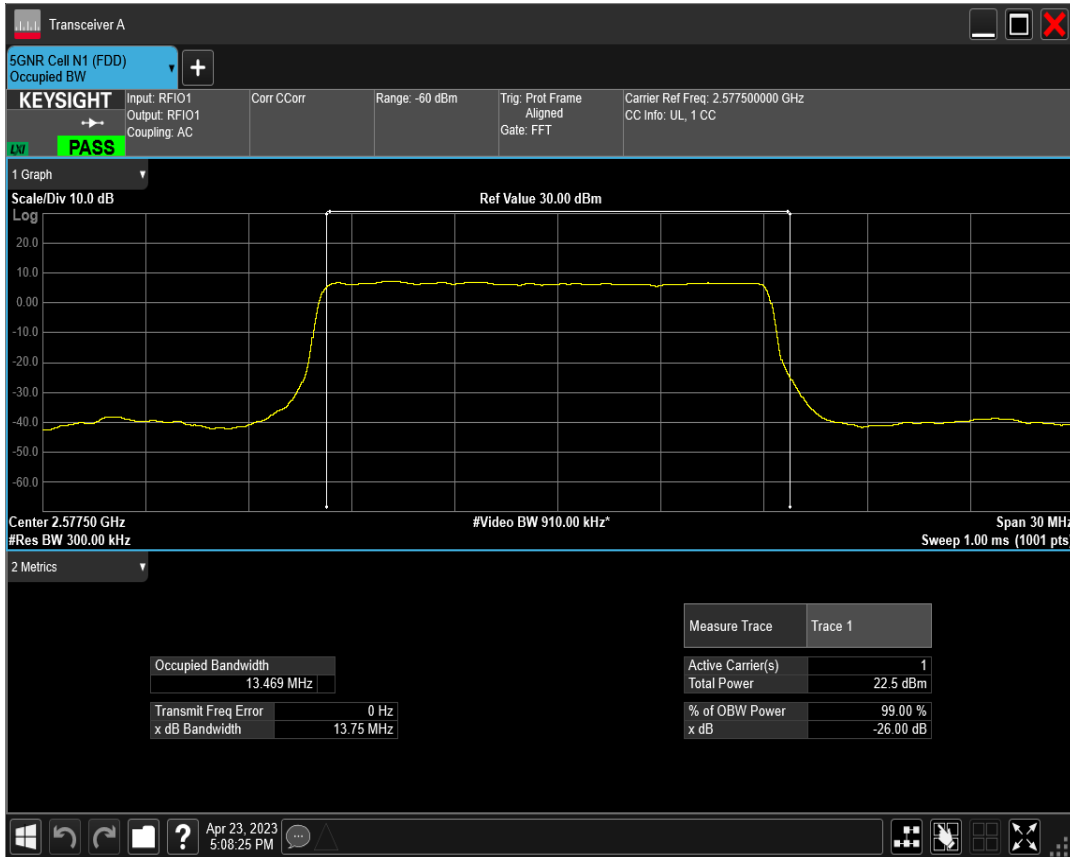 Transceiver A
5GNR Cell N1 (FDD)
Occupied BW
+
KEYSIGHT
LXI
PASS
Input: RFIO1
Output: RFIO1
Coupling: AC
Corr CCorr
Range: -60 dBm
Trig: Prot Frame
Aligned
Gate: FFT
Carrier Ref Freq: 2.577500000 GHz
CC Info: UL, 1 CC
1 Graph
Scale/Div 10.0 dB
Ref Value 30.00 dBm
Log
20.0
10.0
0.00
-10.0
-20.0
-30.0
-40.0
-50.0
-60.0
Center 2.57750 GHz
#Video BW 910.00 kHz*
Span 30 MHz
#Res BW 300.00 kHz
Sweep 1.00 ms (1001 pts)
2 Metrics
Measure Trace Trace 1
Occupied Bandwidth
13.469 MHz
Active Carrier(s) 1
Total Power 22.5 dBm
Transmit Freq Error 0 Hz
x dB Bandwidth 13.75 MHz
% of OBW Power 99.00 %
x dB -26.00 dB
?
Apr 23, 2023
5:08:25 PM